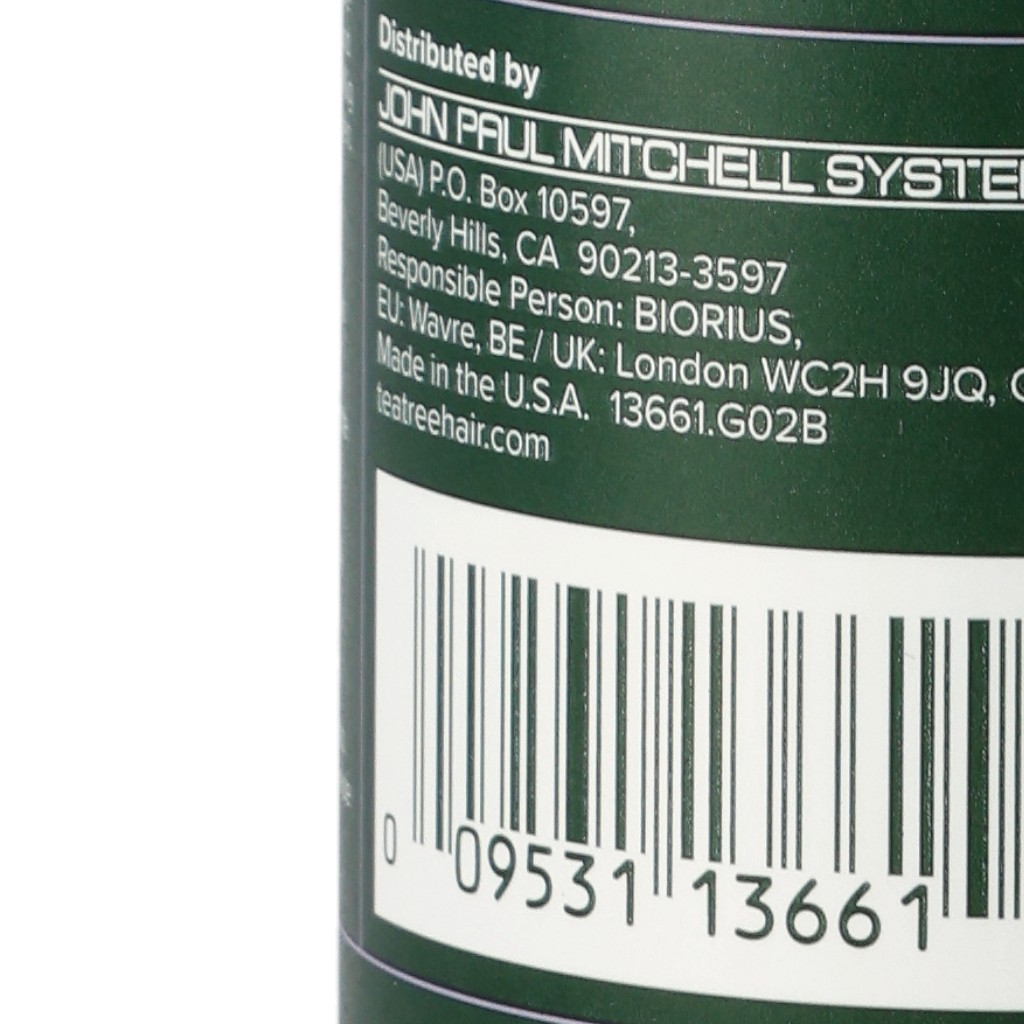 Distributed by
JOHN PAUL MITCHELL SYSTE
(USA) P.O. Box 10597,
Beverly Hills, CA 90213-3597
Responsible Person: BIORIUS,
EU: Wavre, BE / UK: London WC2H 9JQ,
Made in the U.S.A. 13661.G02B
teatreehair.com
0 09531 13661